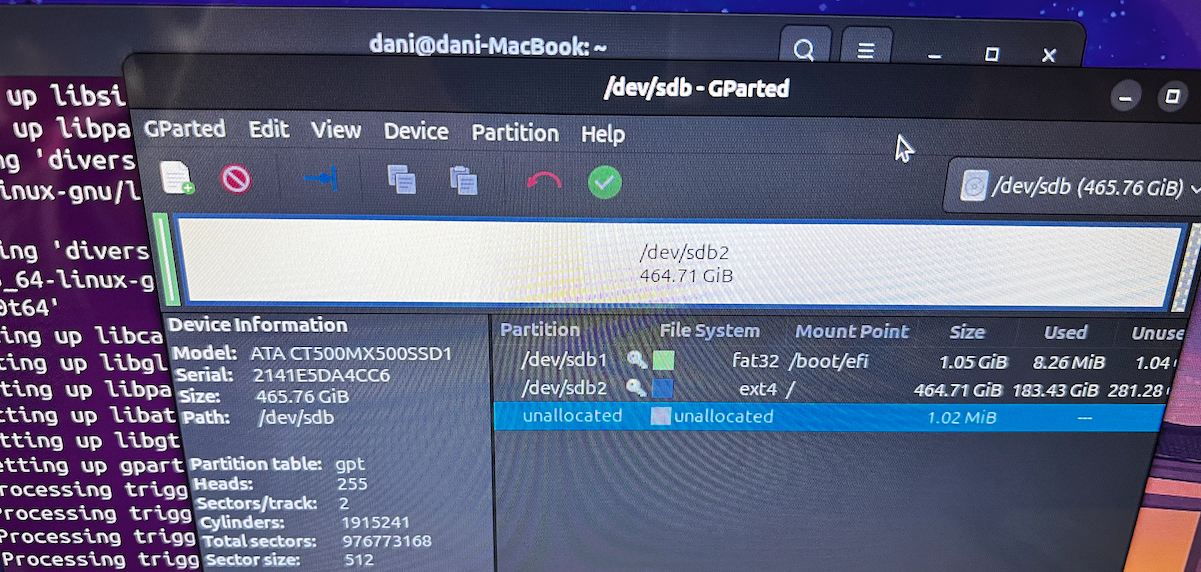 dani@dani-MacBook: ~
/dev/sdb - GParted
GParted Edit View Device Partition Help
/dev/sdb (465.76 GiB)
/dev/sdb2
464.71 GiB
Device Information
Model: ATA CT500MX500SSD1
Serial: 2141E5DA4CC6
Size: 465.76 GiB
Path: /dev/sdb
Partition table: gpt
Heads: 255
Sectors/track: 2
Cylinders: 1915241
Total sectors: 976773168
Sector size: 512
Partition File System Mount Point Size Used Unuse
/dev/sdb1 fat32 /boot/efi 1.05 GiB 8.26 MiB 1.04
/dev/sdb2 ext4 / 464.71 GiB 183.43 GiB 281.28
unallocated unallocated 1.02 MiB ---
up libsi
up libpa
ng 'divers
inux-gnu/l
ing 'divers
_64-linux-g
0t64'
ing up libca
ting up libgl
ting up libpa
tting up libat
etting up libgt
etting up gpart
rocessing trigg
Processing trigg
Processing trigg
Processing trigg